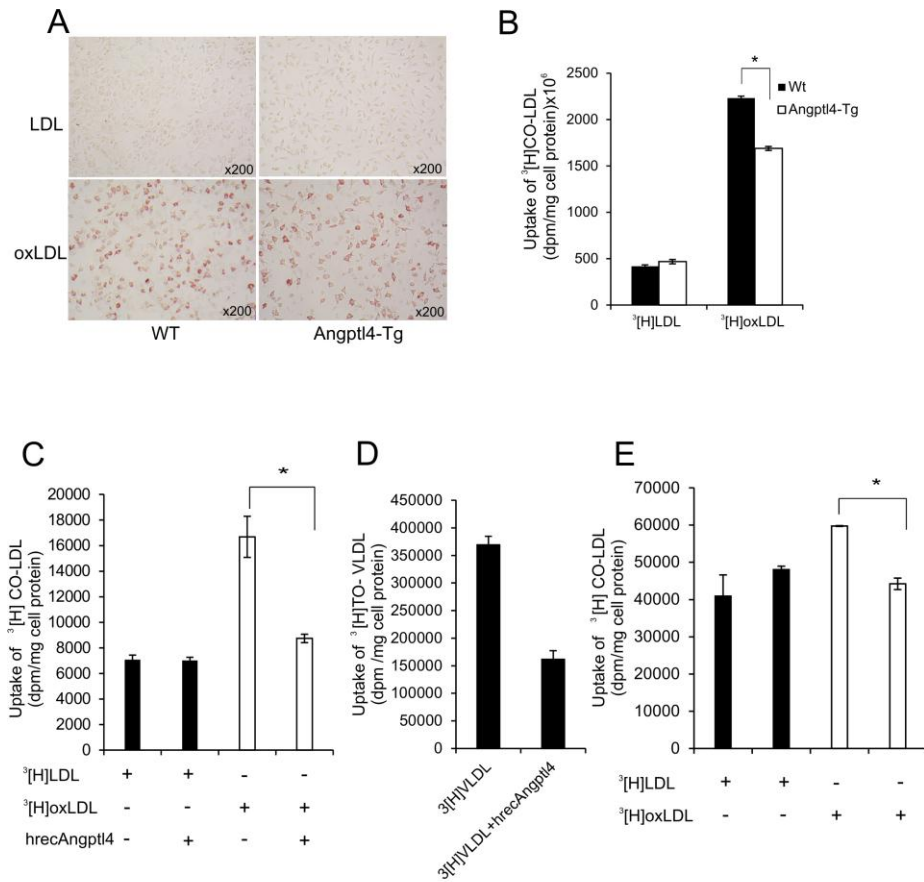 A
LDL
x200
x200
oxLDL
x200
x200
WT
Angptl4-Tg
B
Uptake of ³[H]CO-LDL
(dpm/mg cell protein)x10⁶
2500
2000
1500
1000
500
0
*
Wt
Angptl4-Tg
³[H]LDL
³[H]oxLDL
C
Uptake of ³[H] CO-LDL
(dpm/mg cell protein)
20000
18000
16000
14000
12000
10000
8000
6000
4000
2000
0
*
³[H]LDL + + - -
³[H]oxLDL - - + +
hrecAngptl4 - + - +
D
Uptake of ³[H]TO- VLDL
(dpm /mg cell protein)
450000
400000
350000
300000
250000
200000
150000
100000
50000
0
3[H]VLDL
3[H]VLDL+hrecAngptl4
E
Uptake of ³[H] CO-LDL
(dpm/mg cell protein)
70000
60000
50000
40000
30000
20000
10000
0
*
³[H]LDL + + - -
³[H]oxLDL - - + +